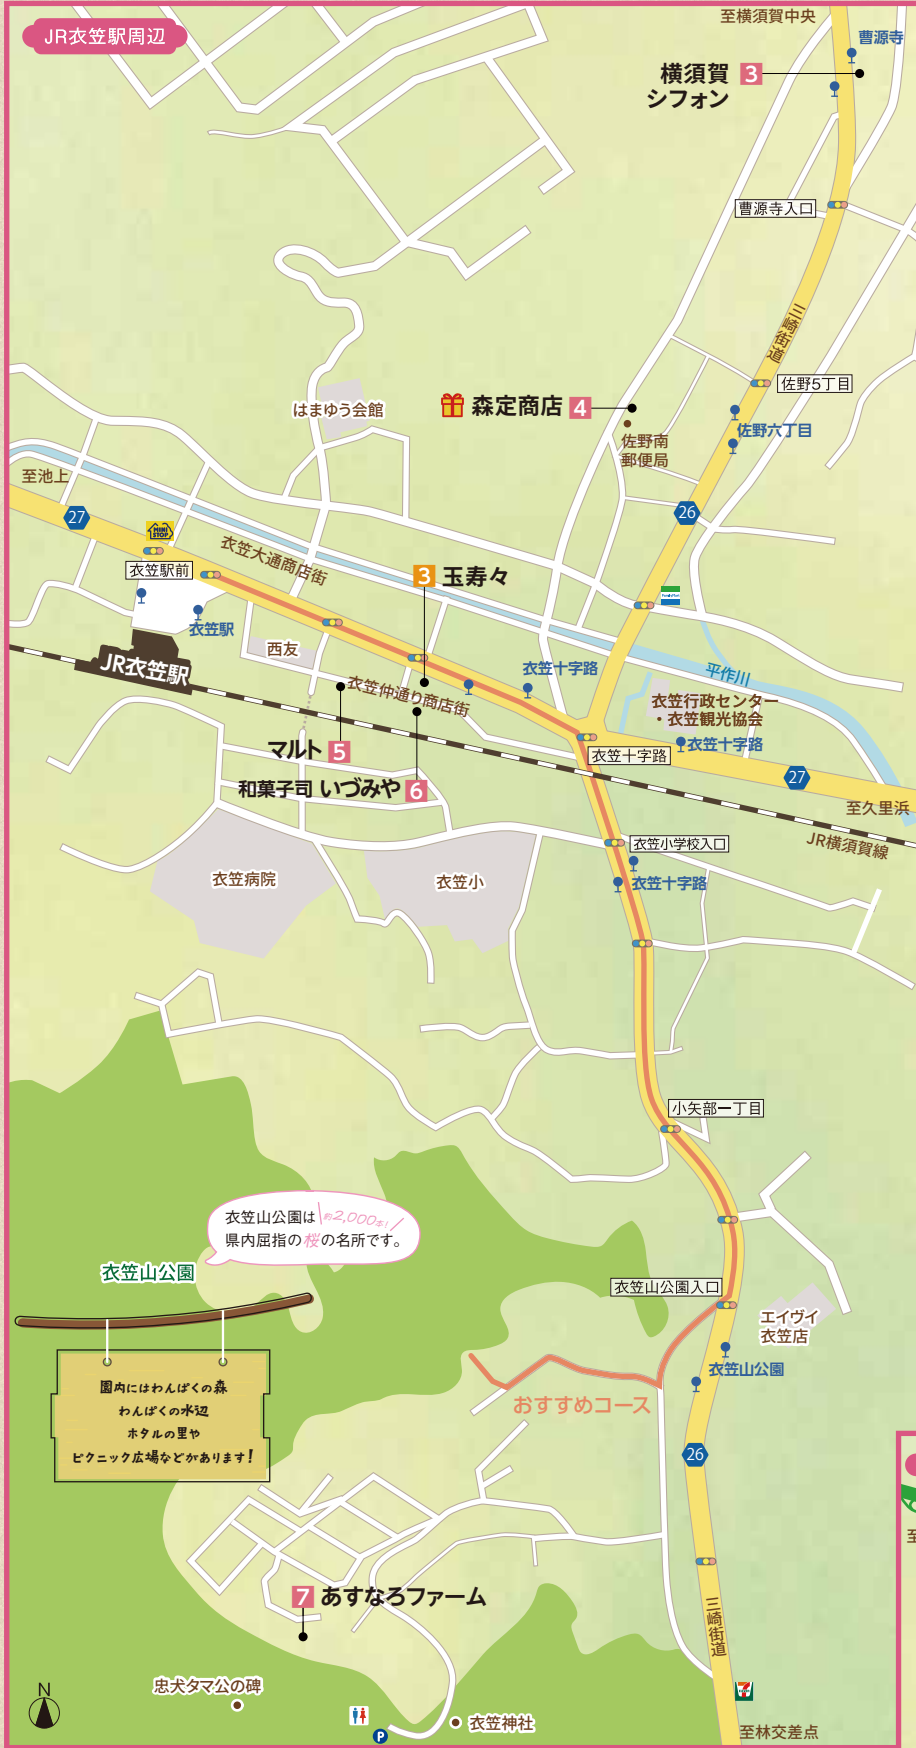 JR衣笠駅周辺
至横須賀中央
曹源寺
横須賀
シフォン
3
曹源寺入口
三崎街道
佐野5丁目
はまゆう会館
森定商店 4
佐野南
郵便局
佐野六丁目
至池上
27
26
MINI
STOP
衣笠大通商店街
衣笠駅前
3 玉寿々
FamilyMart
衣笠駅
西友
JR衣笠駅
衣笠仲通り商店街
衣笠十字路
平作川
衣笠行政センター
・衣笠観光協会
マルト 5
衣笠十字路
衣笠十字路
27
和菓子司 いづみや 6
至久里浜
JR横須賀線
衣笠小学校入口
衣笠病院
衣笠小
衣笠十字路
小矢部一丁目
衣笠山公園は約2,000本!
県内屈指の桜の名所です。
衣笠山公園
衣笠山公園入口
エイヴイ
衣笠店
衣笠山公園
園内にはわんぱくの森
わんぱくの水辺
ホタルの里や
ピクニック広場などがあります!
おすすめコース
26
7 あすなろファーム
三崎街道
忠犬タマ公の碑
N
P
衣笠神社
7
至林交差点
至